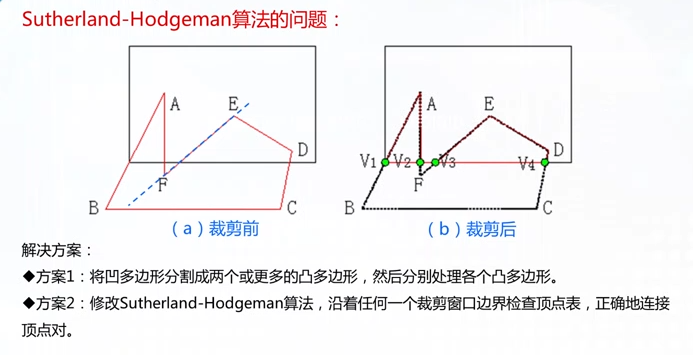 Sutherland-Hodgeman算法的问题：
A
E
D
F
B
C
（a）裁剪前
A
E
D
V1
V2
V3
V4
F
B
C
（b）裁剪后
解决方案：
◆方案1：将凹多边形分割成两个或更多的凸多边形，然后分别处理各个凸多边形。
◆方案2：修改Sutherland-Hodgeman算法，沿着任何一个裁剪窗口边界检查顶点表，正确地连接
顶点对。